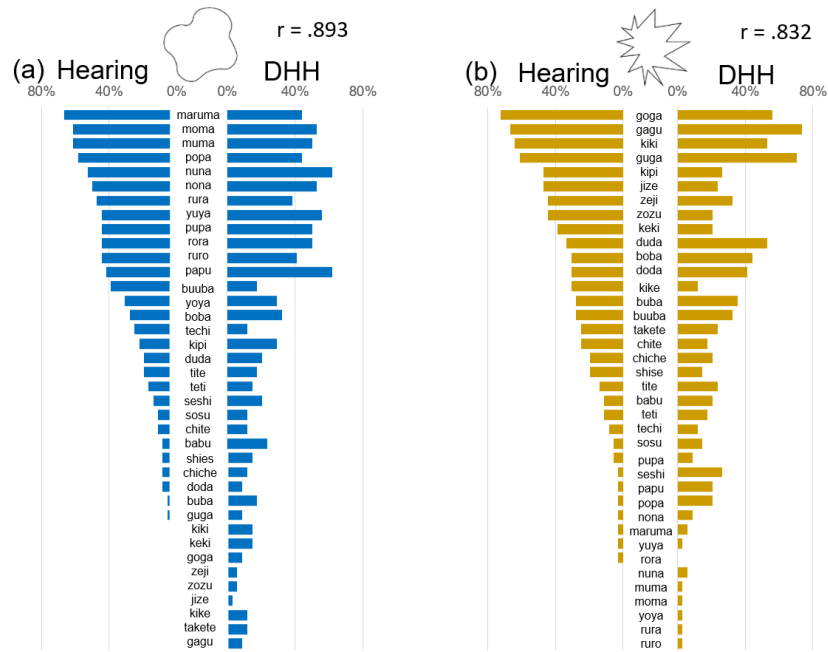 r = .893
(a) Hearing DHH
80% 40% 0% 0% 40% 80%
maruma
moma
muma
popa
nuna
nona
rura
yuya
pupa
rora
ruro
papu
buuba
yoya
boba
techi
kipi
duda
tite
teti
seshi
sosu
chite
babu
shies
chiche
doda
buba
guga
kiki
keki
goga
zeji
zozu
jize
kike
takete
gagu
r = .832
(b) Hearing DHH
80% 40% 0% 0% 40% 80%
goga
gagu
kiki
guga
kipi
jize
zeji
zozu
keki
duda
boba
doda
kike
buba
buuba
takete
chite
chiche
shise
tite
babu
teti
techi
sosu
pupa
seshi
papu
popa
nona
maruma
yuya
rora
nuna
muma
moma
yoya
rura
ruro